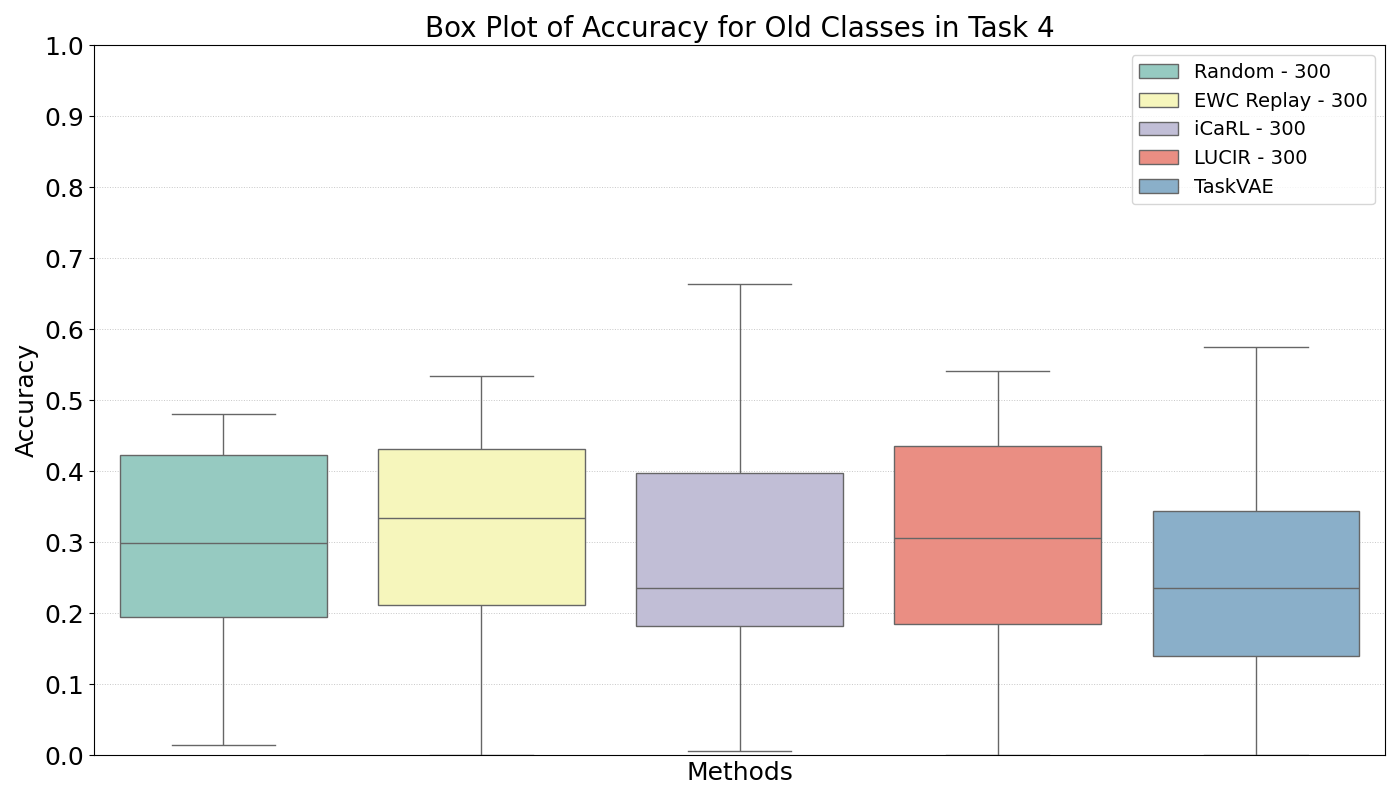 Box Plot of Accuracy for Old Classes in Task 4
1.0
0.9
0.8
0.7
0.6
0.5
0.4
0.3
0.2
0.1
0.0
Accuracy
Methods
Random - 300
EWC Replay - 300
iCaRL - 300
LUCIR - 300
TaskVAE